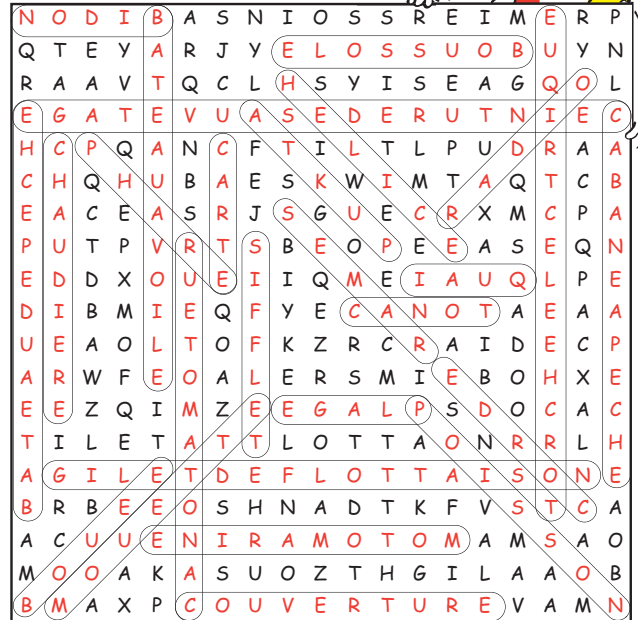 N O D I B A S N I O S S R E I M E R P
Q T E Y A R J Y E L O S S U O B U Y N
R A A V T Q C L H S Y I S E A G Q O L
E G A T E V U A S E D E R U T N I E C
H C P Q A N C F T I L T L P U D R A A
C H Q H U B A E S K W I M T A Q T C B
E A C E A S R J S G U E C R X M C P A
P U T P V R T S B E O P E E A S E Q N
E D D X O U E I I Q M E I A U Q L P E
D I B M I E Q F Y E C A N O T A E A A
U E A O L T O F K Z R C R A I D E C P
A R W F E O A L E R S M I E B O H X E
E E Z Q I M Z E E G A L P S D O C A C
T I L E T A T T L O T T A O N R R L H
A G I L E T D E F L O T T A I S O N E
B R B E E O S H N A D T K F V S T C A
A C U U E N I R A M O T O M A M S A O
M O O A K A S U O Z T H G I L A A O B
B M A X P C O U V E R T U R E V A M N